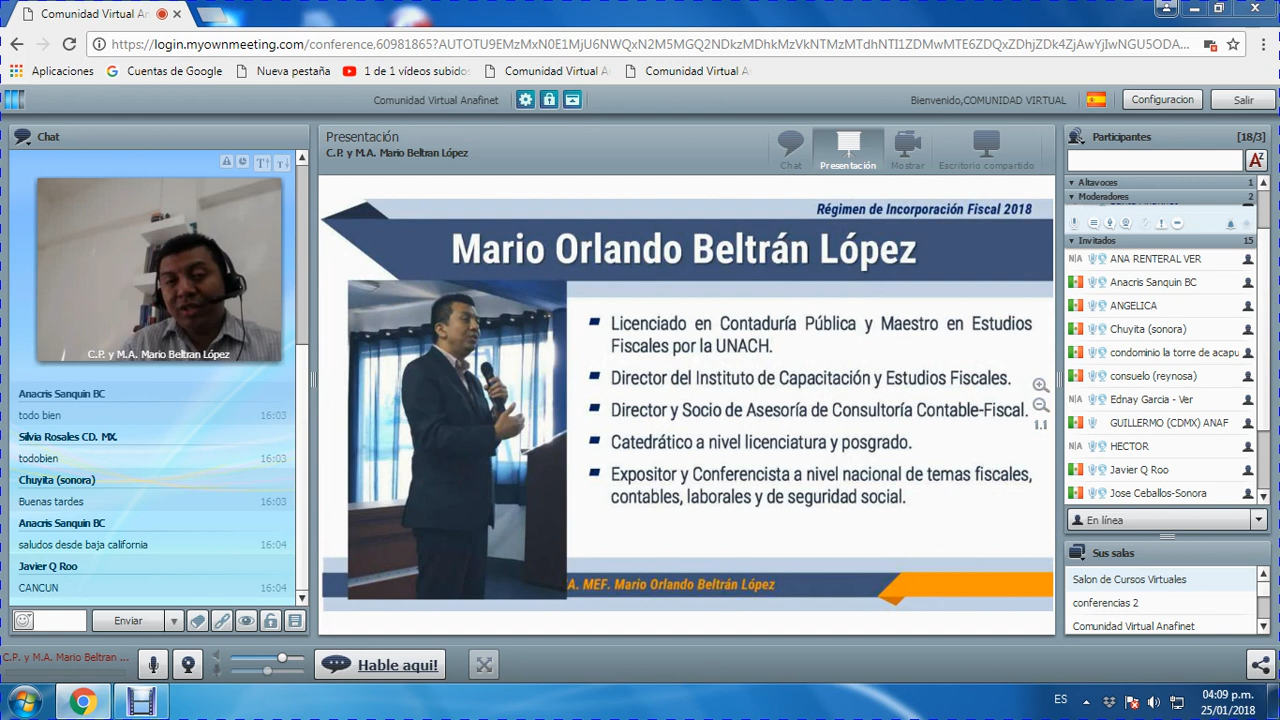 Comunidad Virtual Anafin
https://login.myownmeeting.com/conference,60981865?AUTOTU9EMzMxN0E1MjU6NWQxN2M5MGQ2NDkzMDhkMzVkNTMzMTdhNTI1ZDMwMTE6ZDQxZDhjZDk4ZjAwYjIwNGU5ODA...
Aplicaciones
Cuentas de Google
Nueva pestaña
1 de 1 vídeos subidos
Comunidad Virtual A
Comunidad Virtual A
Comunidad Virtual Anafinet
Bienvenido,COMUNIDAD VIRTUAL
Configuracion
Salir
Chat
C.P. y M.A. Mario Beltran López
Anacris Sanquin BC
todo bien 16:03
Silvia Rosales CD. MX.
todobien 16:03
Chuyita (sonora)
Buenas tardes 16:03
Anacris Sanquin BC
saludos desde baja california 16:04
Javier Q Roo
CANCUN 16:04
Enviar
Presentación
C.P. y M.A. Mario Beltran López
Chat
Presentación
Mostrar
Escritorio compartido
Régimen de Incorporación Fiscal 2018
Mario Orlando Beltrán López
Licenciado en Contaduría Pública y Maestro en Estudios
Fiscales por la UNACH.
Director del Instituto de Capacitación y Estudios Fiscales.
Director y Socio de Asesoría de Consultoría Contable-Fiscal.
Catedrático a nivel licenciatura y posgrado.
Expositor y Conferencista a nivel nacional de temas fiscales,
contables, laborales y de seguridad social.
A. MEF. Mario Orlando Beltrán López
1.1
Participantes [18/3]
Altavoces 1
Moderadores 2
Invitados 15
N/A ANA RENTERAL VER
Anacris Sanquin BC
ANGELICA
Chuyita (sonora)
condominio la torre de acapu
consuelo (reynosa)
N/A Ednay Garcia - Ver
GUILLERMO (CDMX) ANAF
N/A HECTOR
Javier Q Roo
Jose Ceballos-Sonora
En línea
Sus salas
Salon de Cursos Virtuales
conferencias 2
Comunidad Virtual Anafinet
C.P. y M.A. Mario Beltran ...
Hable aqui!
ES
04:09 p.m.
25/01/2018